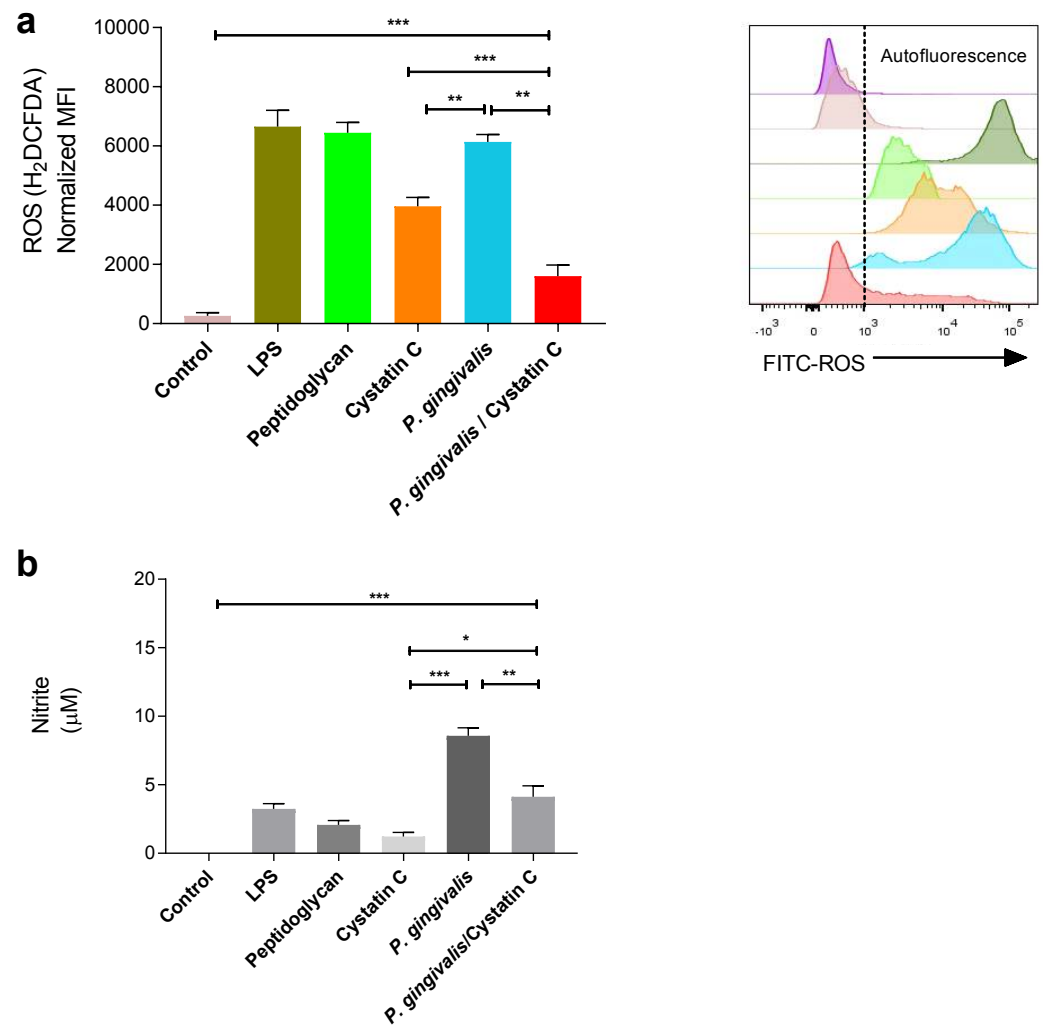 a
ROS (H₂DCFDA)
Normalized MFI
10000
8000
6000
4000
2000
0
***
***
**
**
Control
LPS
Peptidoglycan
Cystatin C
P. gingivalis
P. gingivalis / Cystatin C
Autofluorescence
-10³
0
10³
10⁴
10⁵
FITC-ROS
b
Nitrite
(µM)
20
15
10
5
0
***
*
***
**
Control
LPS
Peptidoglycan
Cystatin C
P. gingivalis
P. gingivalis/Cystatin C